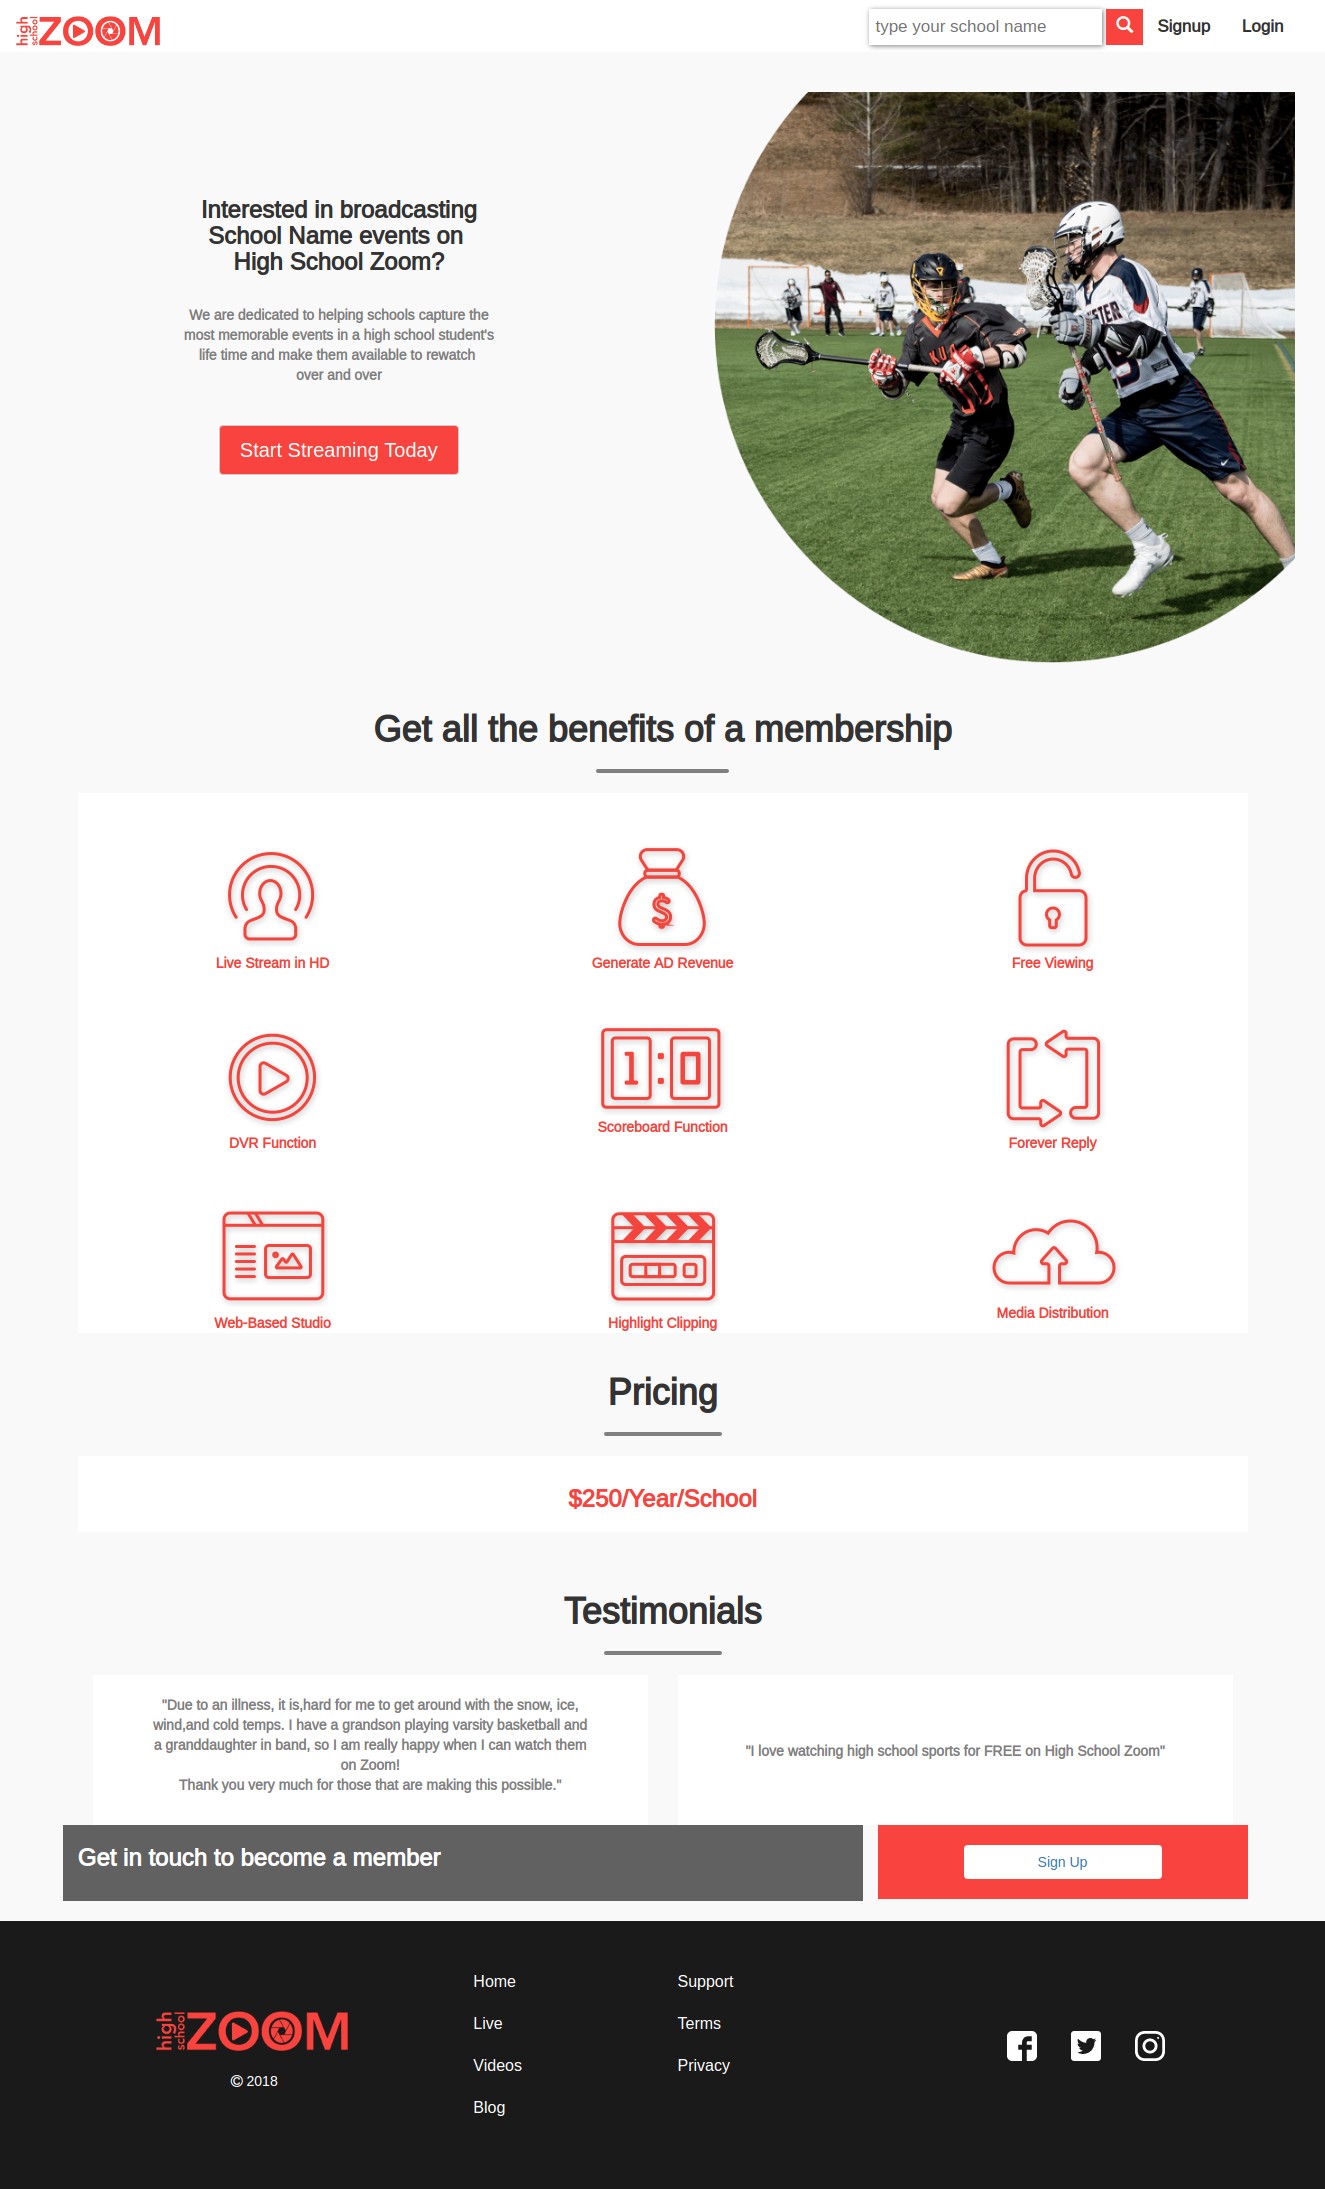 high school ZOOM
type your school name
Signup
Login
Interested in broadcasting
School Name events on
High School Zoom?
We are dedicated to helping schools capture the
most memorable events in a high school student's
life time and make them available to rewatch
over and over
Start Streaming Today
KUA
Get all the benefits of a membership
Live Stream in HD
Generate AD Revenue
Free Viewing
1:0
DVR Function
Scoreboard Function
Forever Reply
Web-Based Studio
Highlight Clipping
Media Distribution
Pricing
$250/Year/School
Testimonials
"Due to an illness, it is,hard for me to get around with the snow, ice,
wind,and cold temps. I have a grandson playing varsity basketball and
a granddaughter in band, so I am really happy when I can watch them
on Zoom!
Thank you very much for those that are making this possible."
"I love watching high school sports for FREE on High School Zoom"
Get in touch to become a member
Sign Up
Home
Support
Live
Terms
Videos
Privacy
Blog
high school ZOOM
© 2018